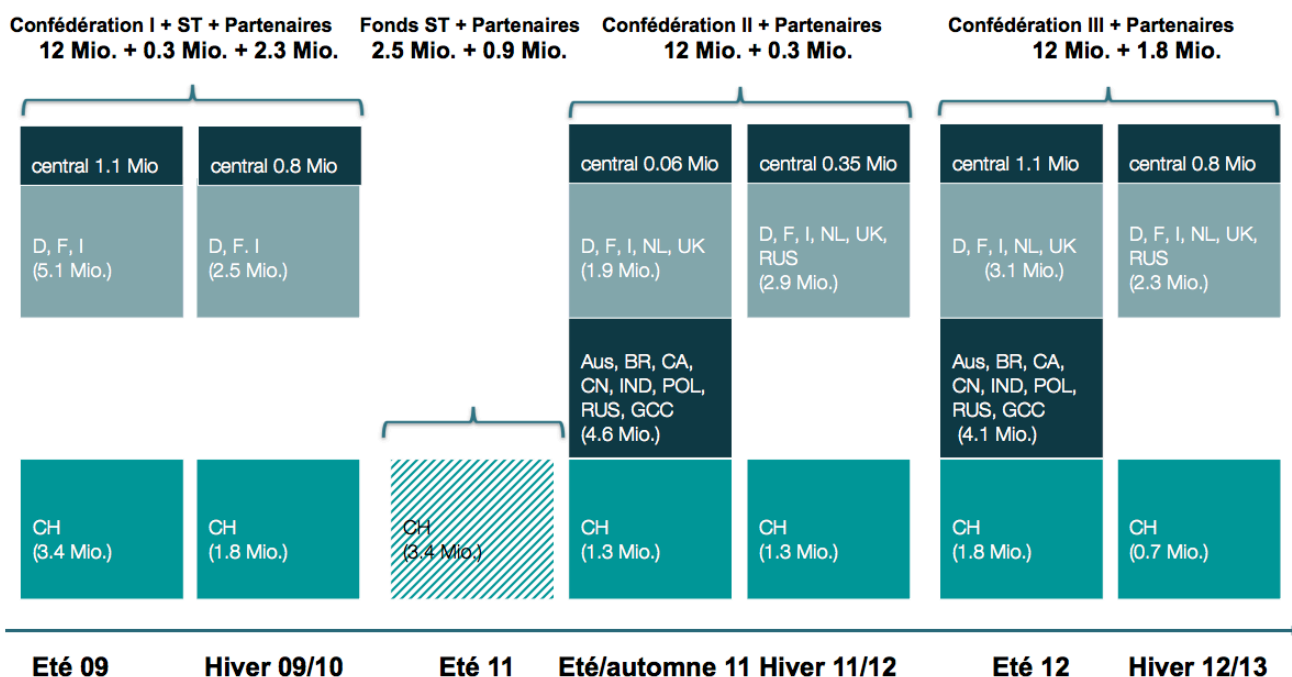 Confédération I + ST + Partenaires
12 Mio. + 0.3 Mio. + 2.3 Mio.
Fonds ST + Partenaires
2.5 Mio. + 0.9 Mio.
Confédération II + Partenaires
12 Mio. + 0.3 Mio.
Confédération III + Partenaires
12 Mio. + 1.8 Mio.
central 1.1 Mio
central 0.8 Mio
central 0.06 Mio
central 0.35 Mio
central 1.1 Mio
central 0.8 Mio
D, F, I
(5.1 Mio.)
D, F. I
(2.5 Mio.)
D, F, I, NL, UK
(1.9 Mio.)
D, F, I, NL, UK,
RUS
(2.9 Mio.)
D, F, I, NL, UK
(3.1 Mio.)
D, F, I, NL, UK,
RUS
(2.3 Mio.)
Aus, BR, CA,
CN, IND, POL,
RUS, GCC
(4.6 Mio.)
Aus, BR, CA,
CN, IND, POL,
RUS, GCC
(4.1 Mio.)
CH
(3.4 Mio.)
CH
(1.8 Mio.)
CH
(3.4 Mio.)
CH
(1.3 Mio.)
CH
(1.3 Mio.)
CH
(1.8 Mio.)
CH
(0.7 Mio.)
Eté 09
Hiver 09/10
Eté 11
Eté/automne 11
Hiver 11/12
Eté 12
Hiver 12/13